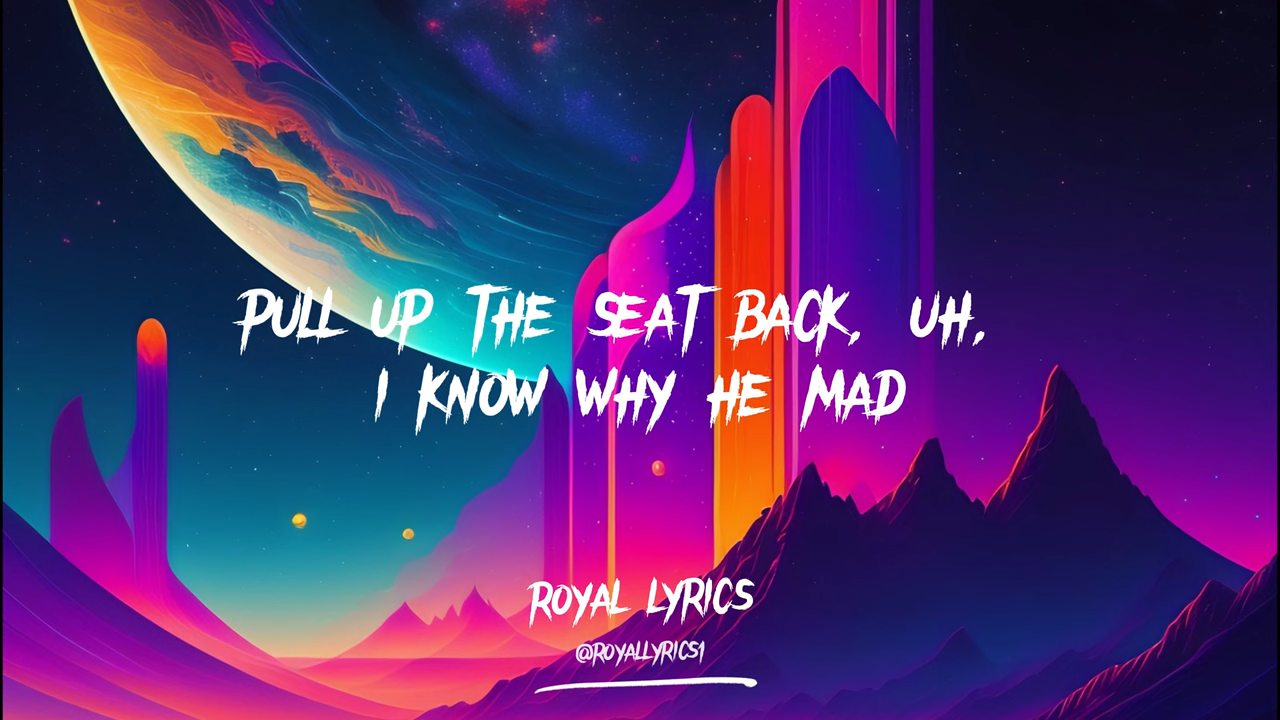 PULL UP THE SEAT BACK, UH,
I KNOW WHY HE MAD
ROYAL LYRICS
@ROYALLYRICS1